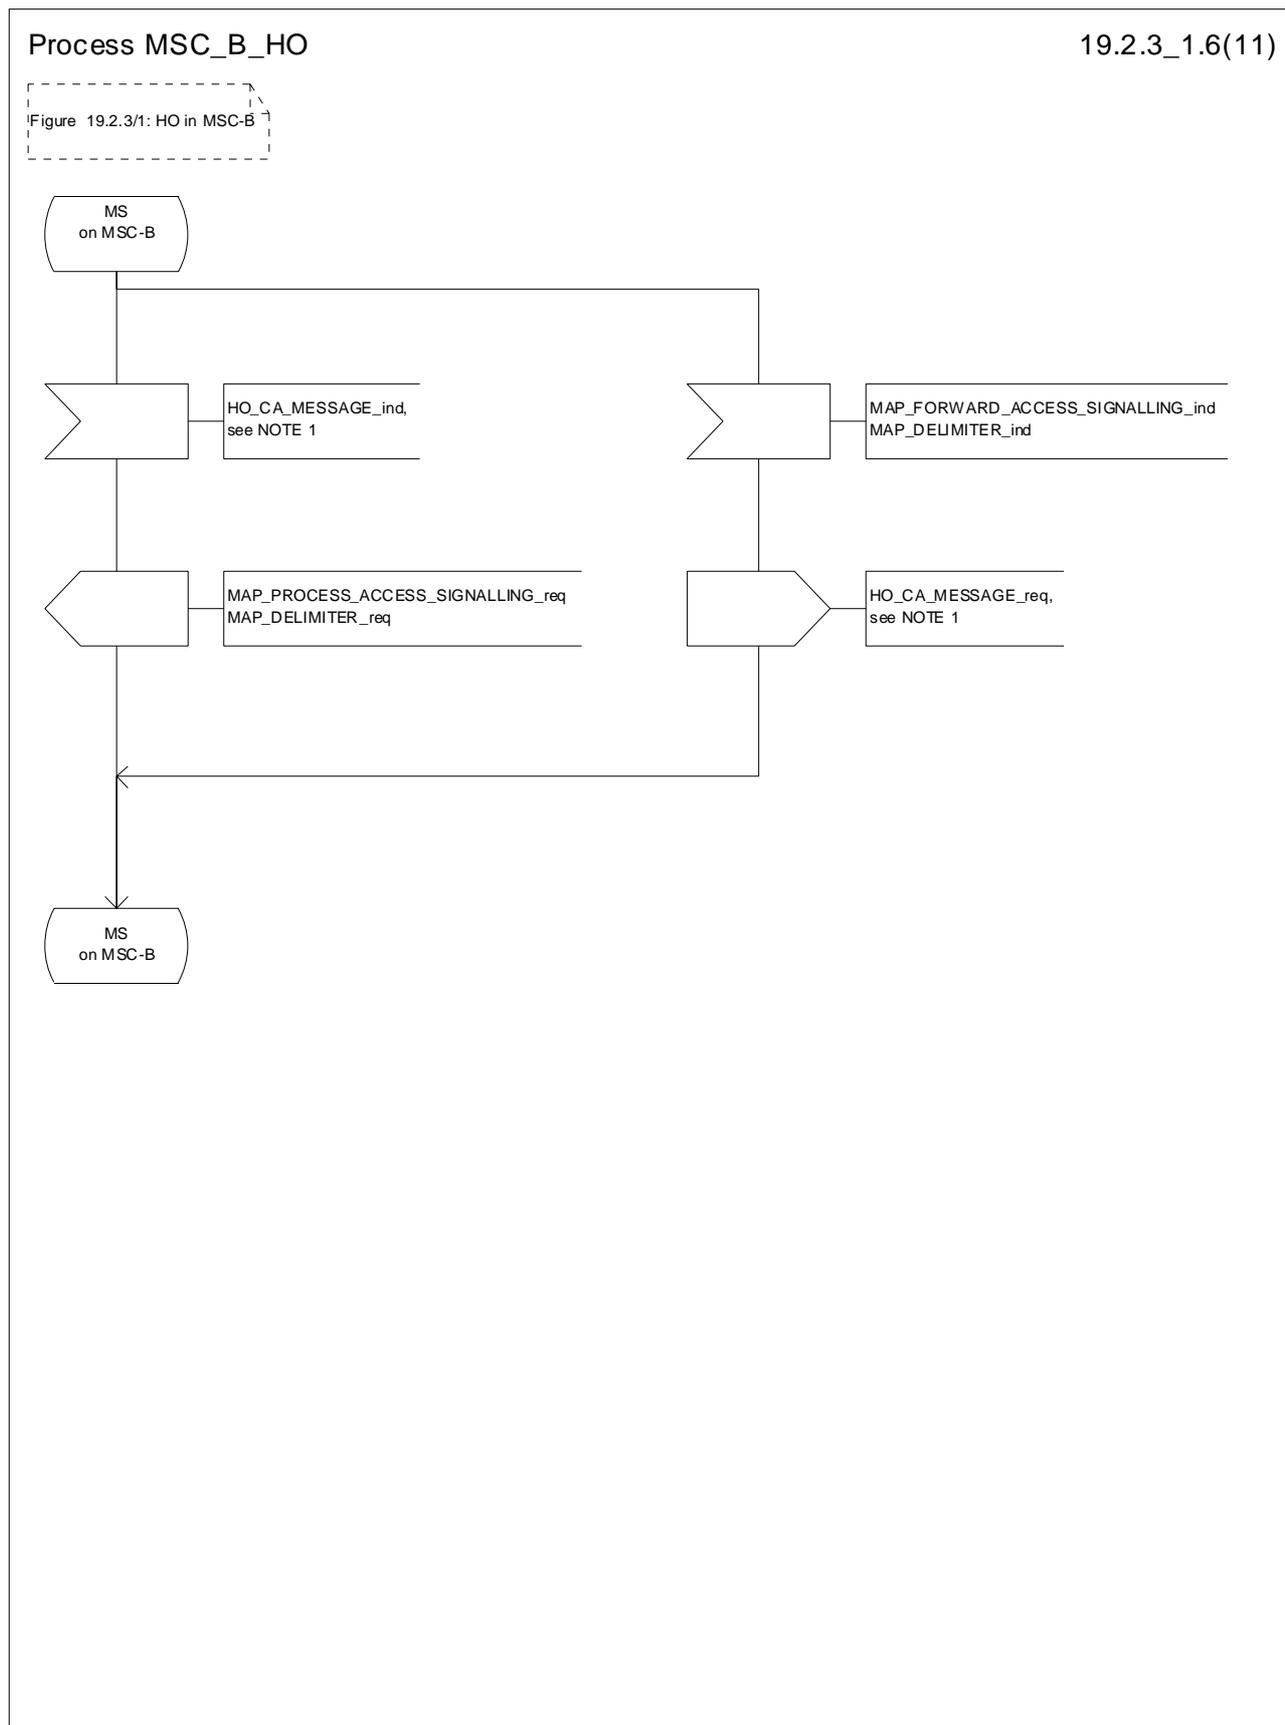 Process MSC_B_HO
19.2.3_1.6(11)
Figure 19.2.3/1: HO in MSC-B
MS
on MSC-B
HO_CA_MESSAGE_ind,
see NOTE 1
MAP_FORWARD_ACCESS_SIGNALLING_ind
MAP_DELIMITER_ind
MAP_PROCESS_ACCESS_SIGNALLING_req
MAP_DELIMITER_req
HO_CA_MESSAGE_req,
see NOTE 1
MS
on MSC-B